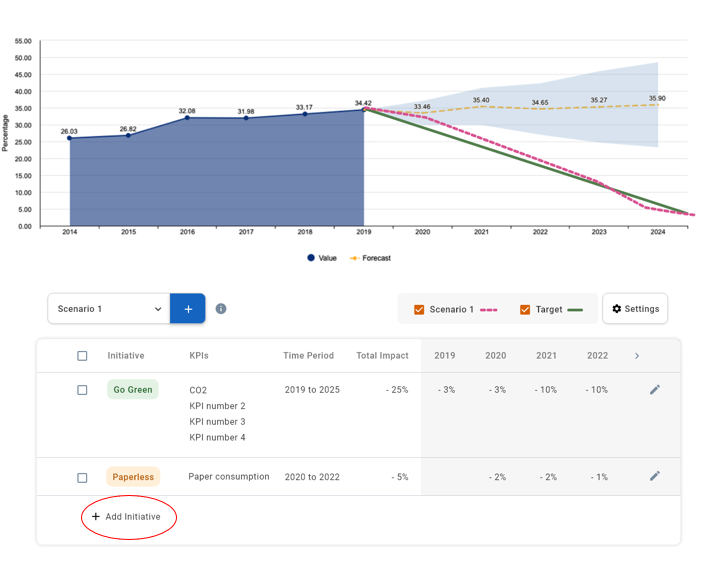 55.00
50.00
45.00
40.00
35.00
30.00
25.00
20.00
15.00
10.00
5.00
0.00
Percentage
26.03
26.82
32.08
31.98
33.17
34.42
33.46
35.40
34.65
35.27
35.90
2014 2015 2016 2017 2018 2019 2020 2021 2022 2023 2024
Value Forecast
Scenario 1 + i Scenario 1 Target Settings
Initiative KPIs Time Period Total Impact 2019 2020 2021 2022 >
Go Green CO2 2019 to 2025 - 25% - 3% - 3% - 10% - 10%
KPI number 2
KPI number 3
KPI number 4
Paperless Paper consumption 2020 to 2022 - 5% - 2% - 2% - 1%
+ Add Initiative